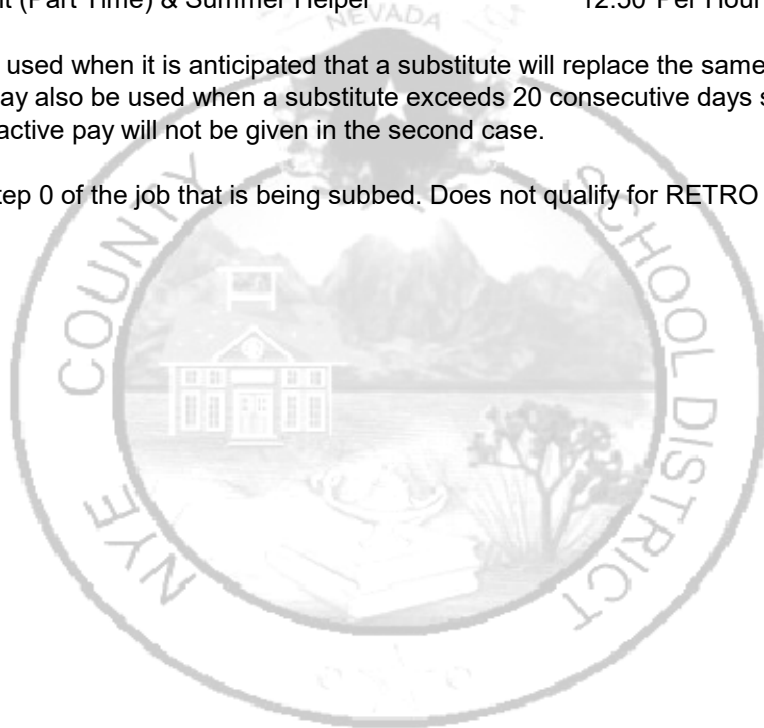 t (Part Time) & Summer Helper 12.50 Per Hour
used when it is anticipated that a substitute will replace the same
ay also be used when a substitute exceeds 20 consecutive days s
active pay will not be given in the second case.
tep 0 of the job that is being subbed. Does not qualify for RETRO
NEVADA
NYE COUNTY SCHOOL DISTRICT